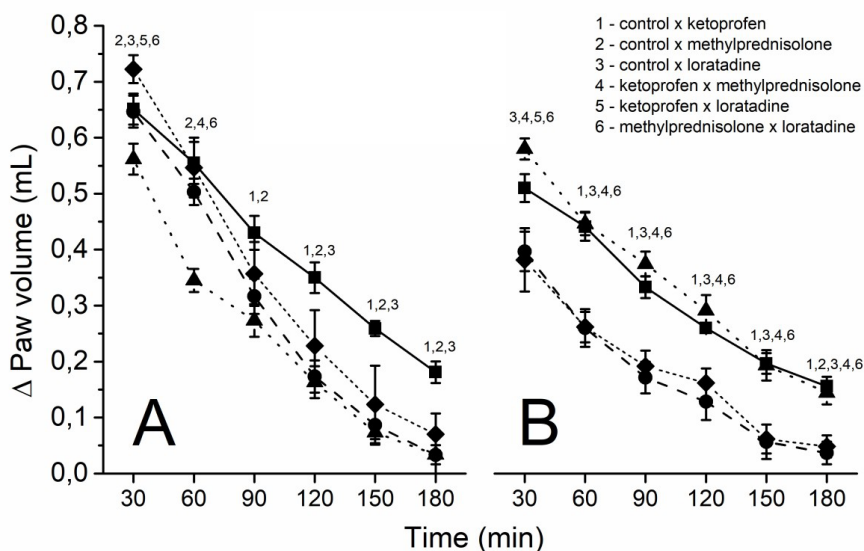 1 - control x ketoprofen
2 - control x methylprednisolone
3 - control x loratadine
4 - ketoprofen x methylprednisolone
5 - ketoprofen x loratadine
6 - methylprednisolone x loratadine
Δ Paw volume (mL)
0,8
0,7
0,6
0,5
0,4
0,3
0,2
0,1
0,0
2,3,5,6
2,4,6
1,2
1,2,3
1,2,3
1,2,3
A
3,4,5,6
1,3,4,6
1,3,4,6
1,3,4,6
1,3,4,6
1,2,3,4,6
B
30 60 90 120 150 180
30 60 90 120 150 180
Time (min)